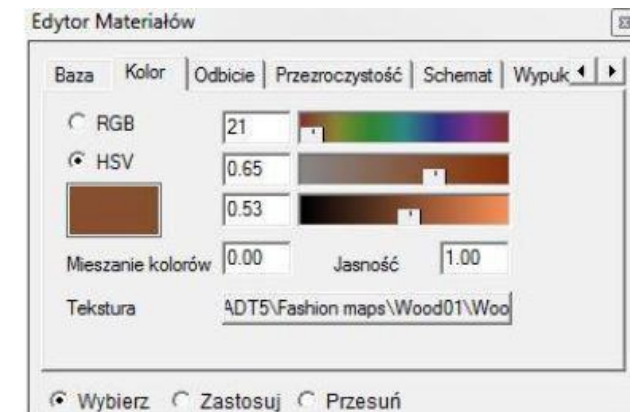 Edytor Materiałów
Baza Kolor Odbicie Przezroczystość Schemat Wypuk
RGB 21
HSV 0.65
0.53
Mieszanie kolorów 0.00 Jasność 1.00
Tekstura ADT5\Fashion maps\Wood01\Woo
Wybierz Zastosuj Przesuń